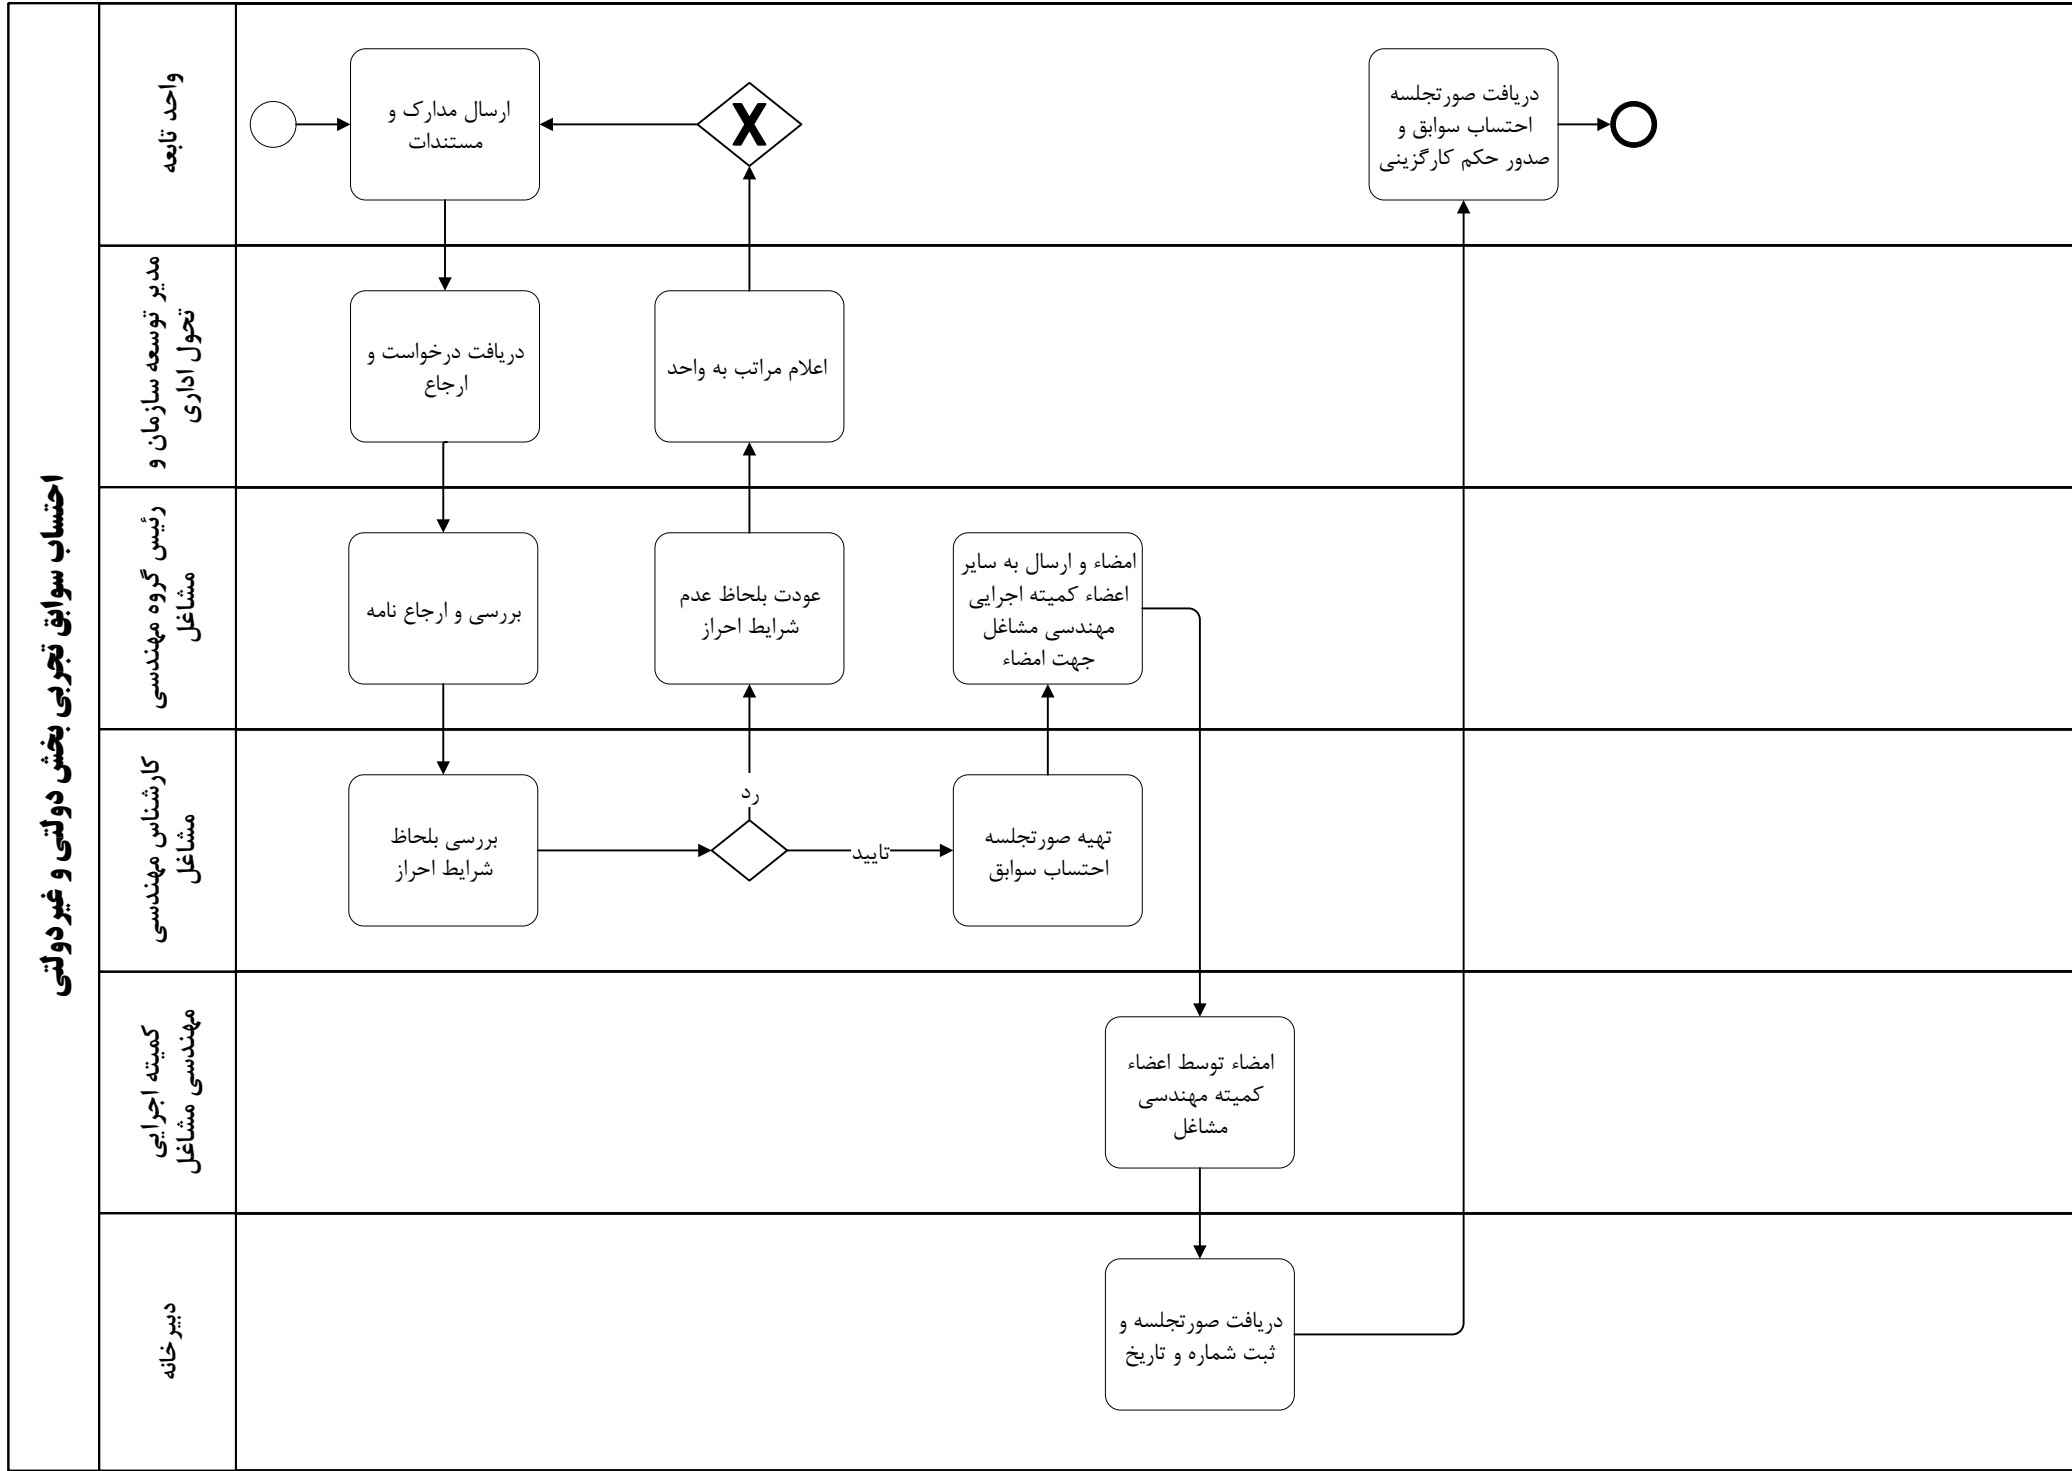 احتساب سوابق تجربی بخش دولتی و غیردولتی
واحد تابعه
ارسال مدارک و
مستندات
X
دریافت صورتجلسه
احتساب سوابق و
صدور حکم کارگزینی
مدیر توسعه سازمان و
تحول اداری
دریافت درخواست و
ارجاع
اعلام مراتب به واحد
رئیس گروه مهندسی
مشاغل
بررسی و ارجاع نامه
عودت بلحاظ عدم
شرایط احراز
امضاء و ارسال به سایر
اعضاء کمیته اجرایی
مهندسی مشاغل
جهت امضاء
کارشناس مهندسی
مشاغل
بررسی بلحاظ
شرایط احراز
رد
تایید
تهیه صورتجلسه
احتساب سوابق
کمیته اجرایی
مهندسی مشاغل
امضاء توسط اعضاء
کمیته مهندسی
مشاغل
دبیرخانه
دریافت صورتجلسه و
ثبت شماره و تاریخ